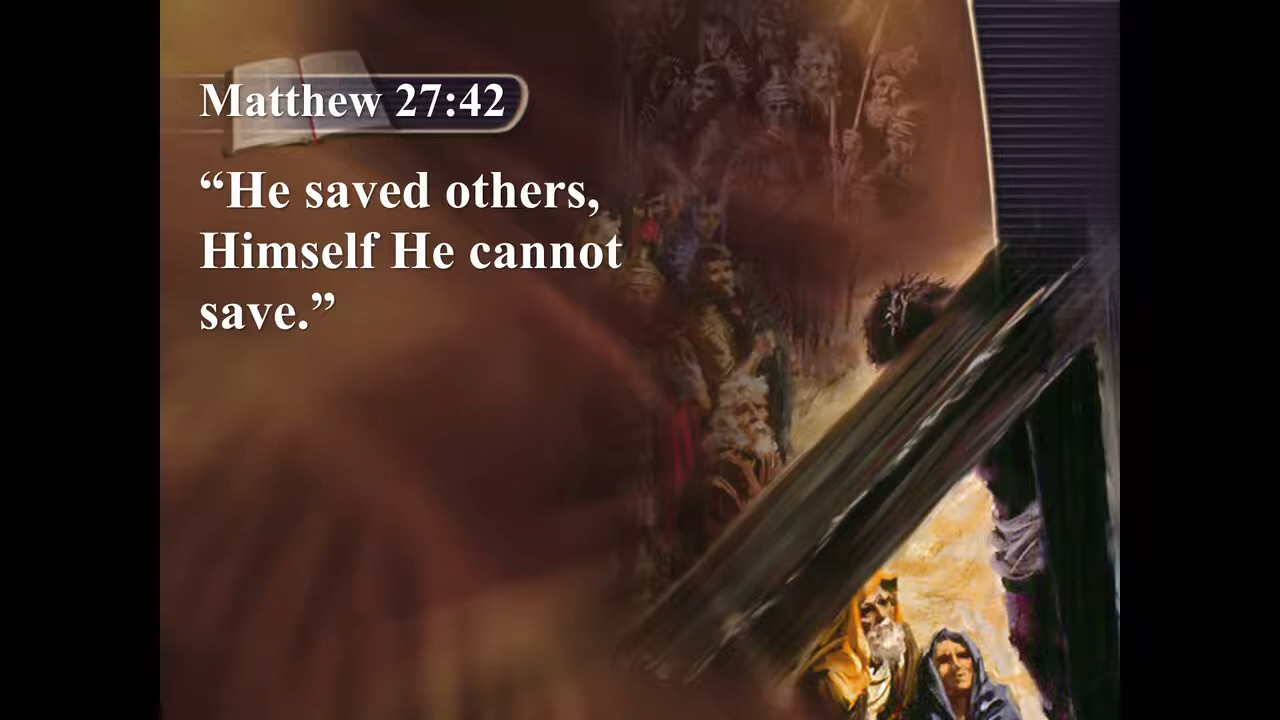 Matthew 27:42
“He saved others,
Himself He cannot
save.”